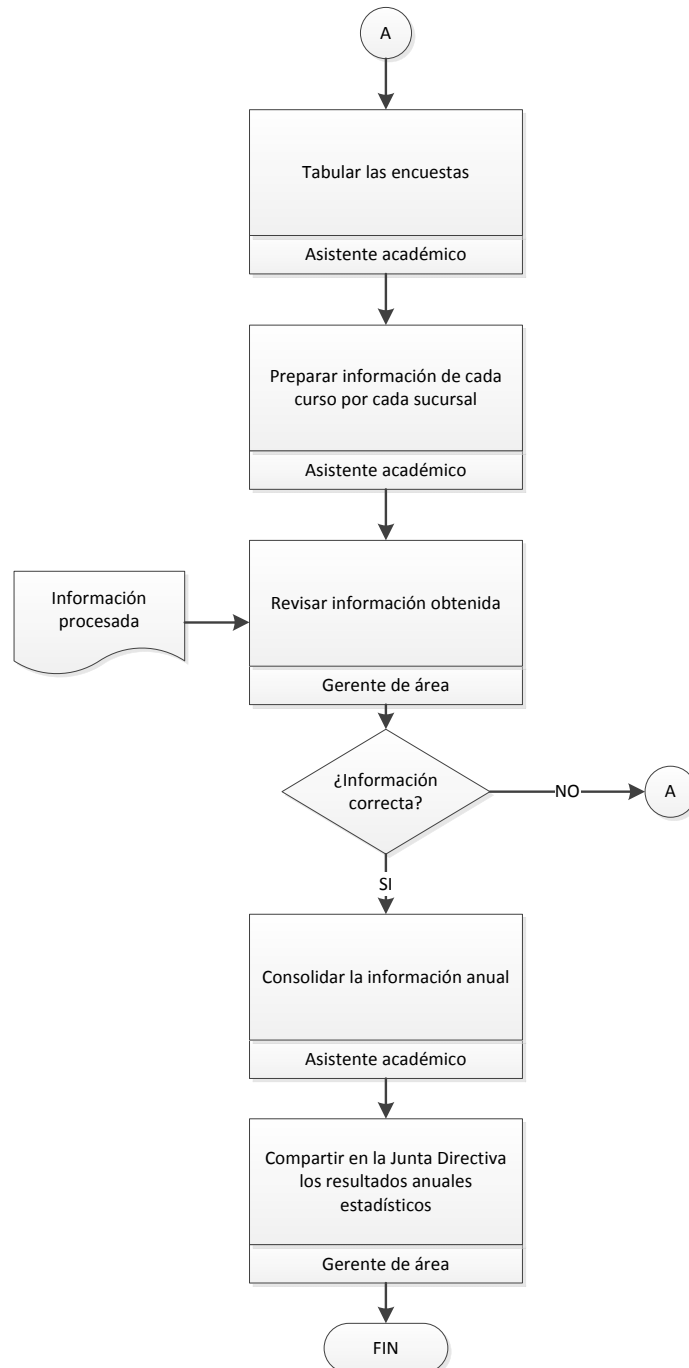 A
Tabular las encuestas
Asistente académico
Preparar información de cada
curso por cada sucursal
Asistente académico
Información
procesada
Revisar información obtenida
Gerente de área
¿Información
correcta?
NO
A
SI
Consolidar la información anual
Asistente académico
Compartir en la Junta Directiva
los resultados anuales
estadísticos
Gerente de área
FIN